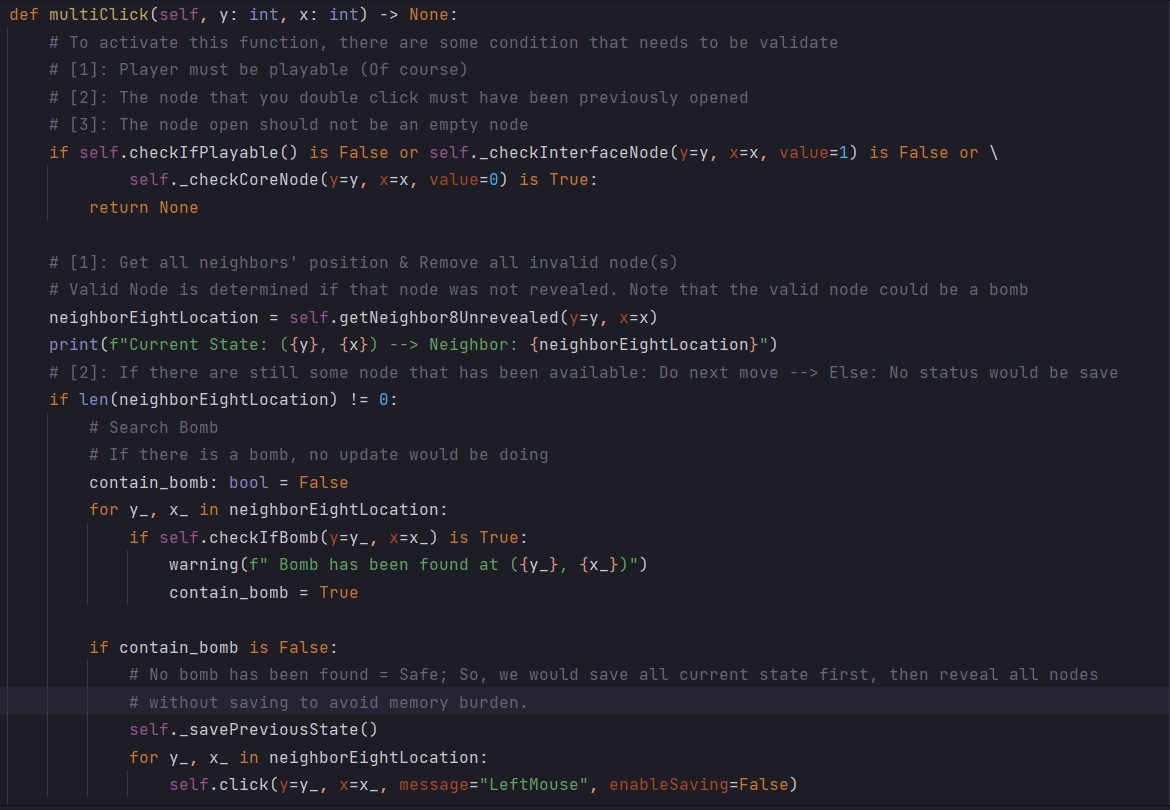 def multiClick(self, y: int, x: int) -> None:
    # To activate this function, there are some condition that needs to be validate
    # [1]: Player must be playable (Of course)
    # [2]: The node that you double click must have been previously opened
    # [3]: The node open should not be an empty node
    if self.checkIfPlayable() is False or self._checkInterfaceNode(y=y, x=x, value=1) is False or \
            self._checkCoreNode(y=y, x=x, value=0) is True:
        return None

    # [1]: Get all neighbors' position & Remove all invalid node(s)
    # Valid Node is determined if that node was not revealed. Note that the valid node could be a bomb
    neighborEightLocation = self.getNeighbor8Unrevealed(y=y, x=x)
    print(f"Current State: ({y}, {x}) --> Neighbor: {neighborEightLocation}")
    # [2]: If there are still some node that has been available: Do next move --> Else: No status would be save
    if len(neighborEightLocation) != 0:
        # Search Bomb
        # If there is a bomb, no update would be doing
        contain_bomb: bool = False
        for y_, x_ in neighborEightLocation:
            if self.checkIfBomb(y=y_, x=x_) is True:
                warning(f" Bomb has been found at ({y_}, {x_})")
                contain_bomb = True

        if contain_bomb is False:
            # No bomb has been found = Safe; So, we would save all current state first, then reveal all nodes
            # without saving to avoid memory burden.
            self._savePreviousState()
            for y_, x_ in neighborEightLocation:
                self.click(y=y_, x=x_, message="LeftMouse", enableSaving=False)